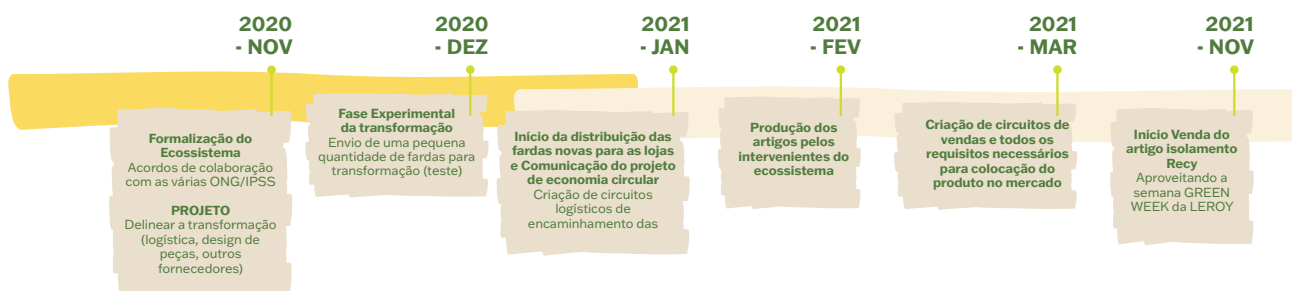 2020
- NOV
2020
- DEZ
2021
- JAN
2021
- FEV
2021
- MAR
2021
- NOV
Formalização do
Ecossistema
Acordos de colaboração
com as várias ONG/IPSS
PROJETO
Delinear a transformação
(logística, design de
peças, outros
fornecedores)
Fase Experimental
da transformação
Envio de uma pequena
quantidade de fardas para
transformação (teste)
Início da distribuição das
fardas novas para as lojas
e Comunicação do projeto
de economia circular
Criação de circuitos
logísticos de
encaminhamento das
Produção dos
artigos pelos
intervenientes do
ecossistema
Criação de circuitos de
vendas e todos os
requisitos necessários
para colocação do
produto no mercado
Início Venda do
artigo isolamento
Recy
Aproveitando a
semana GREEN
WEEK da LEROY